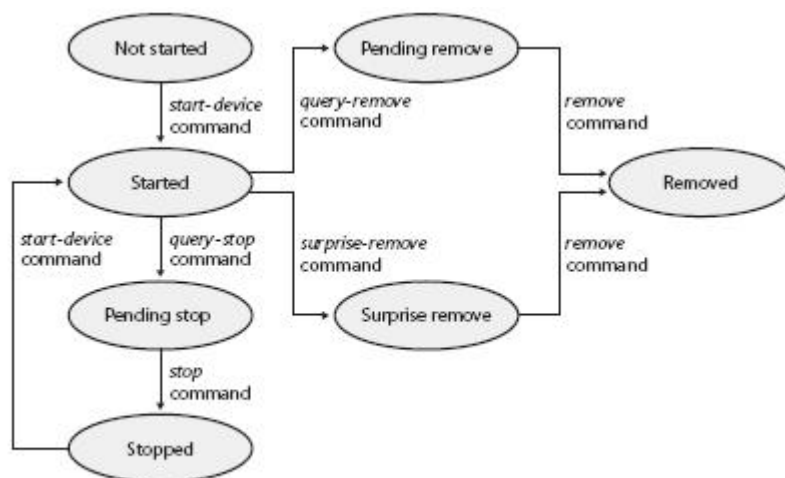 Not started
Pending remove
start-device
command
query-remove
command
remove
command
Started
Removed
start-device
command
query-stop
command
surprise-remove
command
remove
command
Pending stop
Surprise remove
stop
command
Stopped